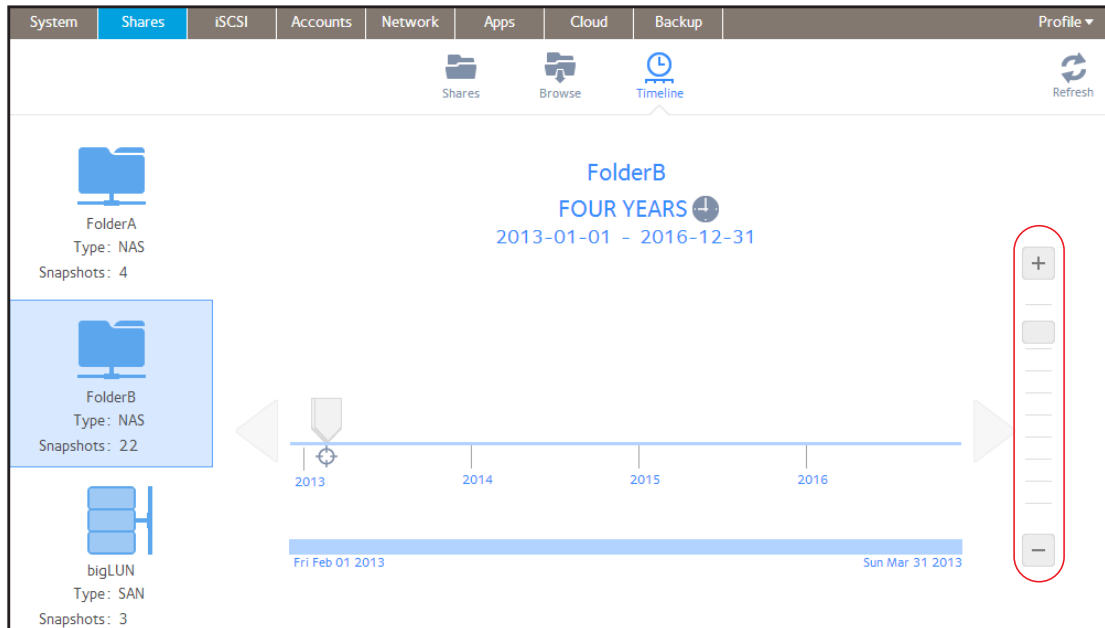 System Shares iSCSI Accounts Network Apps Cloud Backup Profile
Shares Browse Timeline Refresh
FolderA
Type: NAS
Snapshots: 4
FolderB
Type: NAS
Snapshots: 22
bigLUN
Type: SAN
Snapshots: 3
FolderB
FOUR YEARS
2013-01-01 - 2016-12-31
2013 2014 2015 2016
Fri Feb 01 2013 Sun Mar 31 2013
+
−